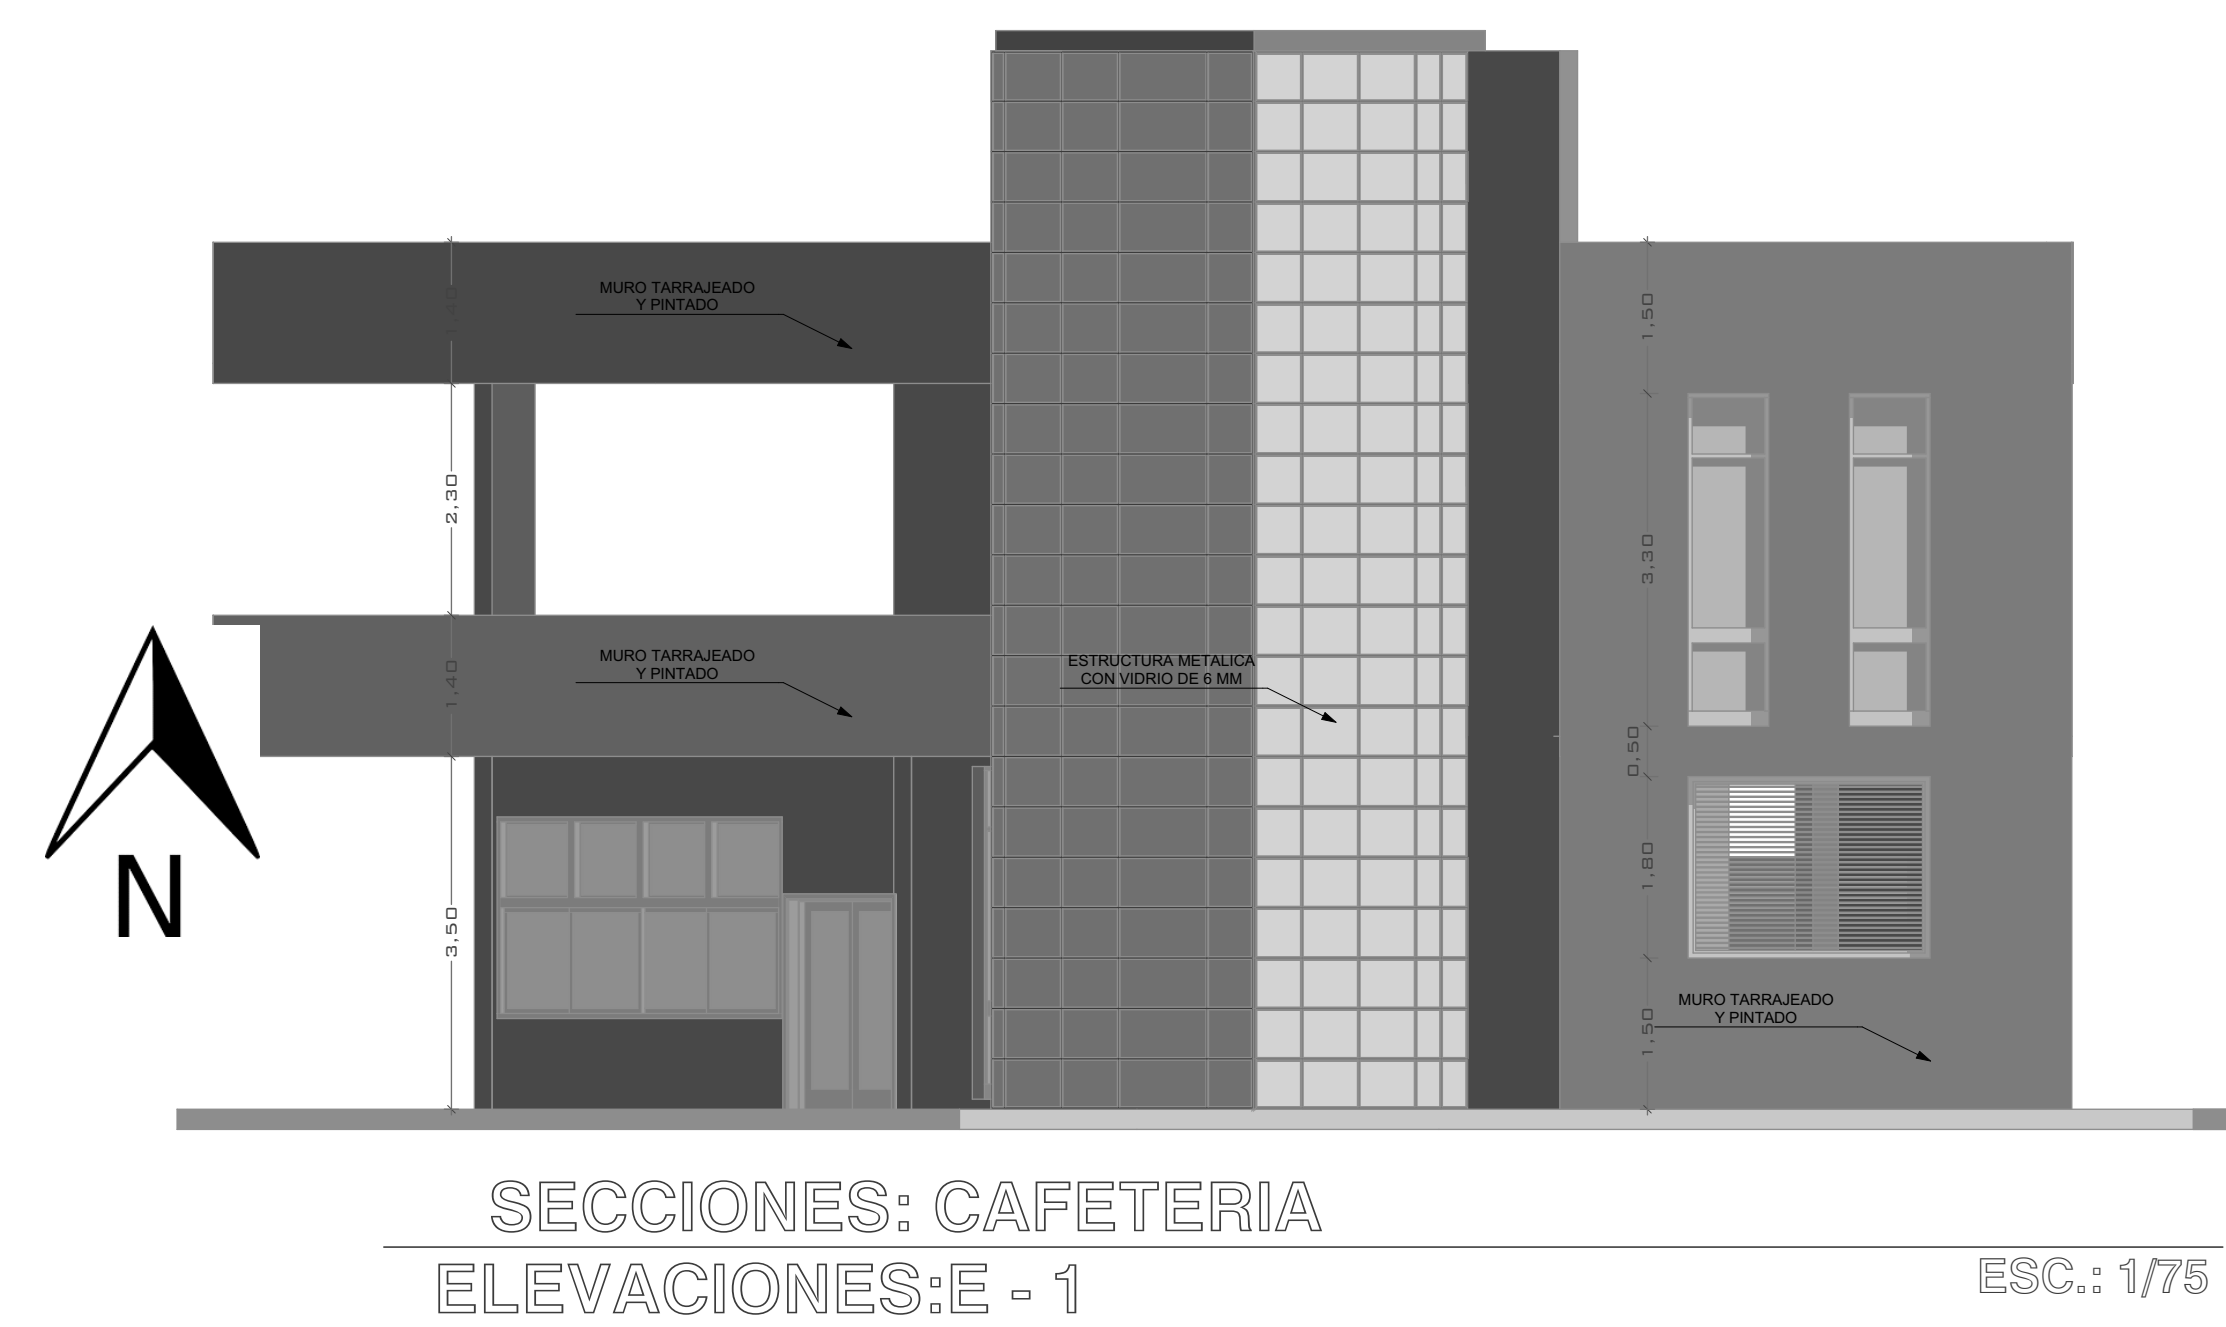 MURO TARRAJEADO
Y PINTADO
1,40
1,50
2,30
3,30
MURO TARRAJEADO
Y PINTADO
ESTRUCTURA METALICA
CON VIDRIO DE 6 MM
1,40
0,50
N
3,50
1,80
MURO TARRAJEADO
Y PINTADO
1,50
SECCIONES: CAFETERIA
ELEVACIONES:E - 1
ESC.: 1/75